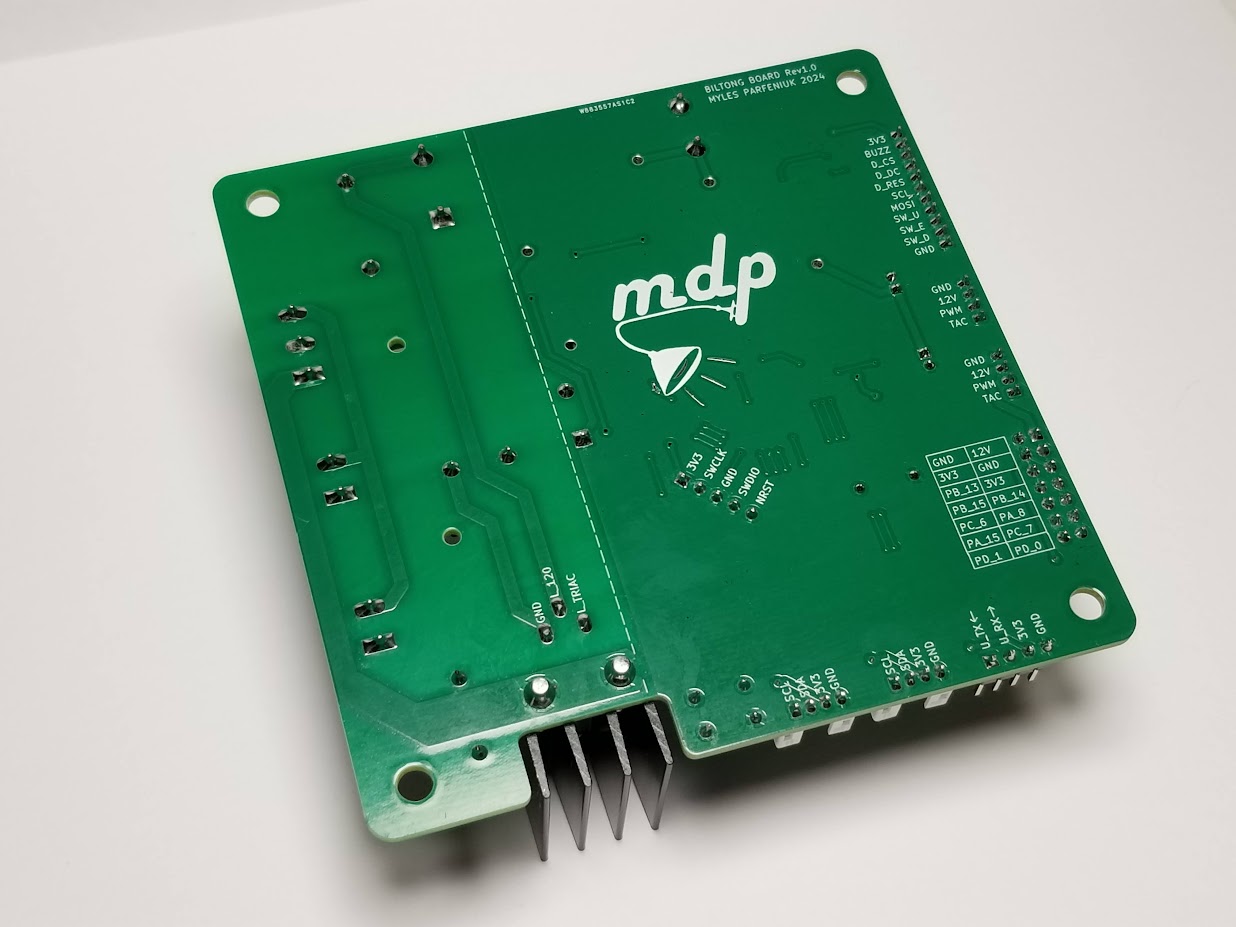 W883557AS1C2
BILTONG BOARD Rev1.0
MYLES PARFENIUK 2024
3V3
BUZZ
D_CS
D_DC
D_RES
SCL
MOSI
SW_U
SW_E
SW_D
GND
mdp
GND
12V
PWM
TAC
GND
12V
PWM
TAC
3V3
SWCLK
GND
SWDIO
NRST
GND 12V
3V3 GND
PB_13 3V3
PB_15 PB_14
PC_6 PA_8
PA_15 PC_7
PD_1 PD_0
GND
L_120
L_TRIAC
SCL
SDA
3V3
GND
SCL
SDA
3V3
GND
U_TX←
U_RX→
3V3
GND